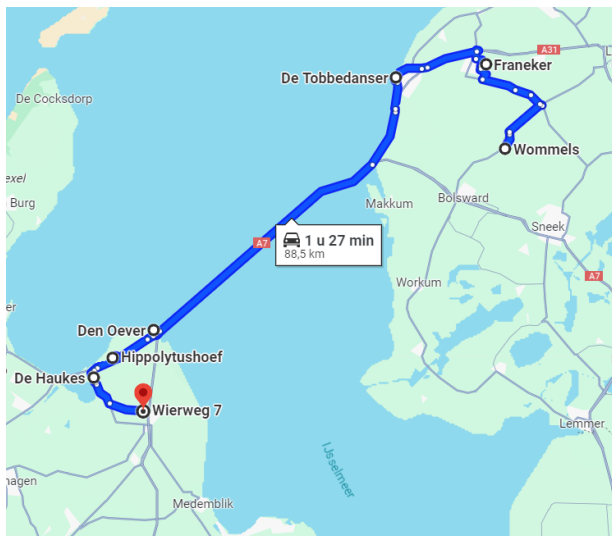 De Cocksdorp
exel
Burg
De Tobbedanser
A31
Franeker
L
Wommels
Makkum
Bolsward
Sneek
A7
1 u 27 min
88,5 km
A7
Workum
Den Oever
Hippolytushoef
De Haukes
Wierweg 7
er
hagen
Medemblik
IJsselmeer
Lemmer